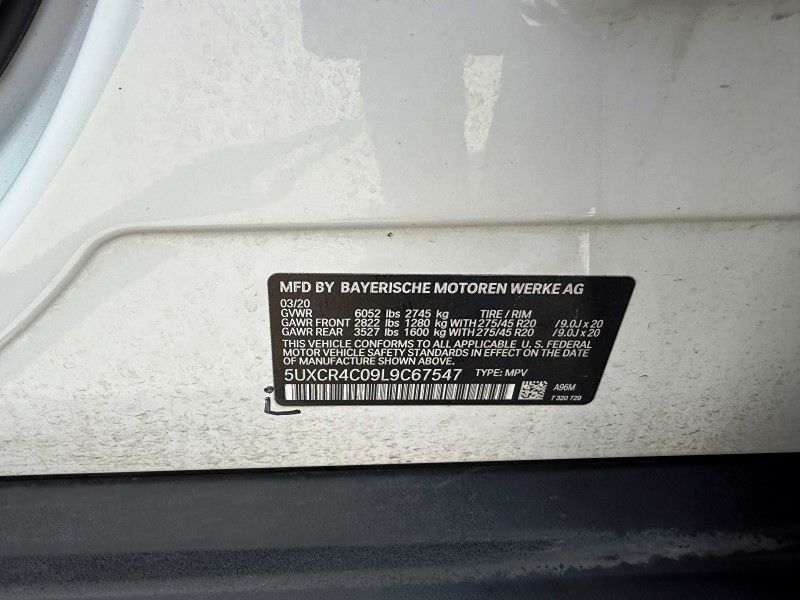 MFD BY BAYERISCHE MOTOREN WERKE AG
03/20
GVWR 6052 lbs 2745 kg TIRE / RIM
GAWR FRONT 2822 lbs 1280 kg WITH 275/45 R20 /9.0J x 20
GAWR REAR 3527 lbs 1600 kg WITH 275/45 R20 /9.0J x 20
THIS VEHICLE CONFORMS TO ALL APPLICABLE U. S. FEDERAL
MOTOR VEHICLE SAFETY STANDARDS IN EFFECT ON THE
DATE OF MANUFACTURE SHOWN ABOVE.
5UXCR4C09L9C67547 TYPE: MPV
A96M
7 320 729